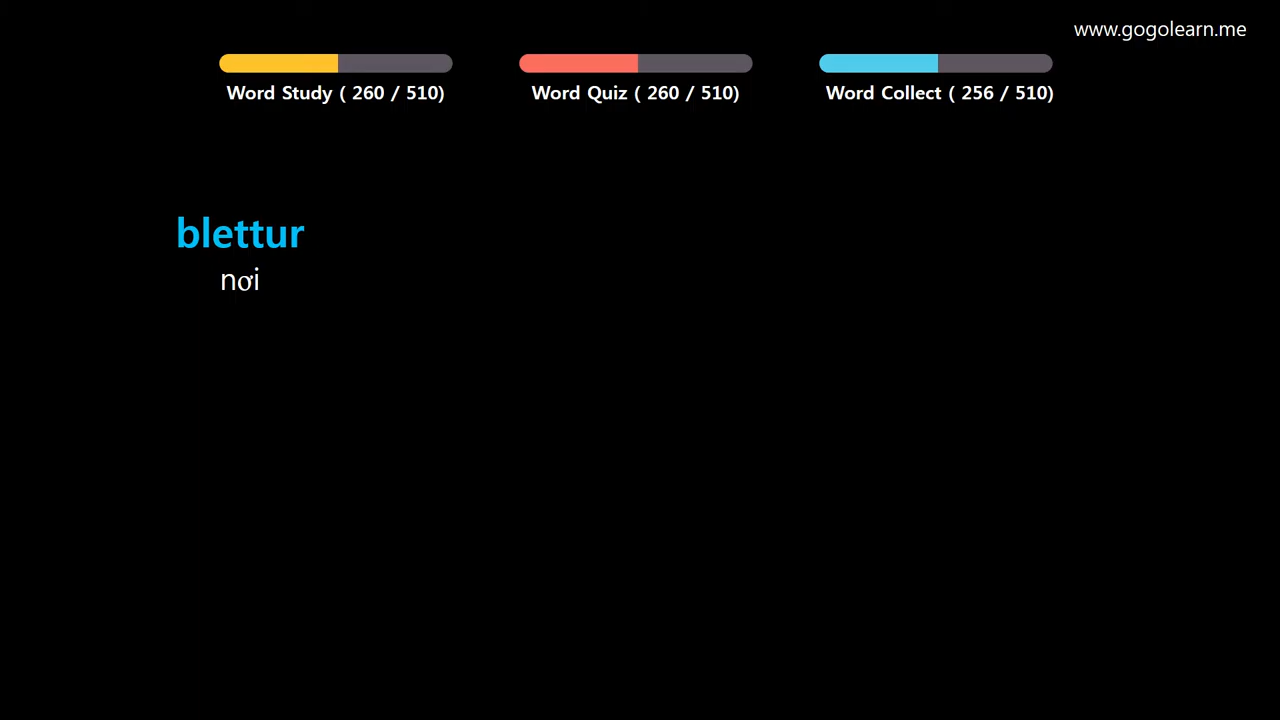 www.gogolearn.me
Word Study ( 260 / 510)
Word Quiz ( 260 / 510)
Word Collect ( 256 / 510)
blettur
nơi